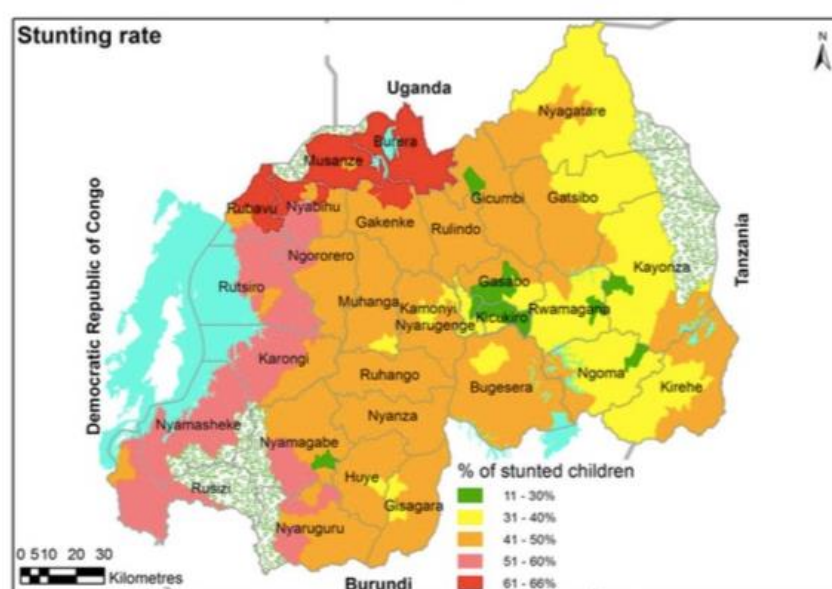 Stunting rate
N
Uganda
Nyagatare
Burera
Musanze
Rubavu
Nyabihu
Gicumbi
Gatsibo
Gakenke
Rulindo
Ngororero
Kayonza
Rutsiro
Gasabo
Muhanga
Kamonyi
Kicukiro
Rwamagana
Nyarugenge
Karongi
Ruhango
Bugesera
Ngoma
Kirehe
Nyanza
Nyamasheke
Nyamagabe
Huye
Rusizi
Gisagara
Nyaruguru
Democratic Republic of Congo
Tanzania
Burundi
% of stunted children
11 - 30%
31 - 40%
41 - 50%
51 - 60%
61 - 66%
0 5 10 20 30
Kilometres